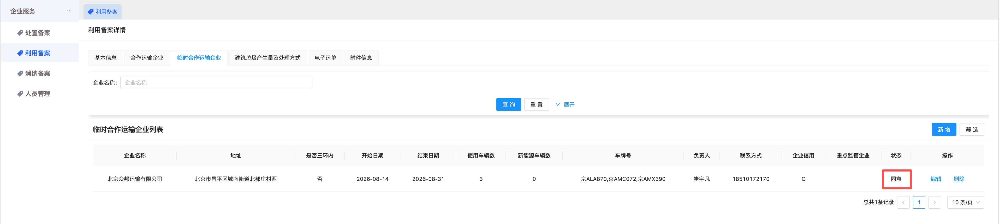 企业服务
利用备案
处置备案
利用备案
消纳备案
人员管理
利用备案详情
基本信息 合作运输企业 临时合作运输企业 建筑垃圾产生量及处理方式 电子运单 附件信息
企业名称: 企业名称
查 询 重 置 展开
临时合作运输企业列表 新 增 筛 选
企业名称 地址 是否三环内 开始日期 结束日期 使用车辆数 新能源车辆数 车牌号 负责人 联系方式 企业信用 重点监管企业 状态 操作
北京众邦运输有限公司 北京市昌平区城南街道北郝庄村西 否 2026-08-14 2026-08-31 3 0 京ALA870,京AMC072,京AMX390 崔宇凡 18510172170 C 同意 编辑 删除
总共1条记录 < 1 > 10 条/页